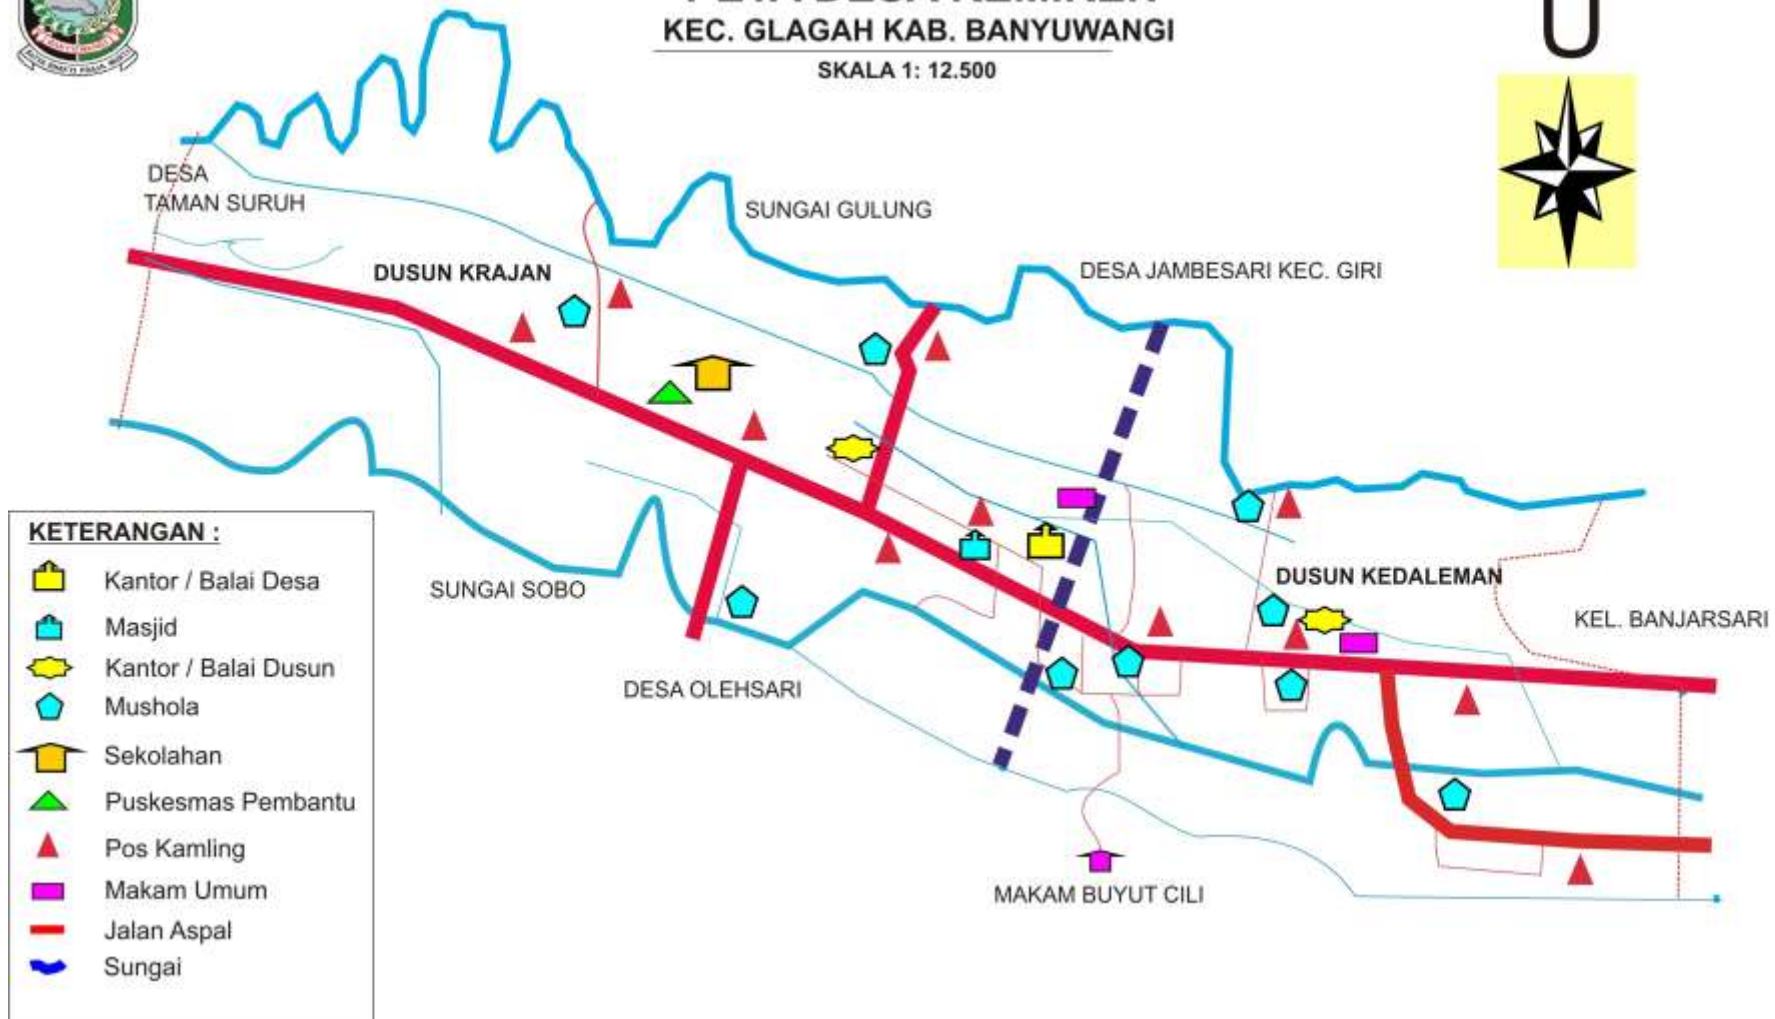 KEC. GLAGAH KAB. BANYUWANGI
SKALA 1: 12.500
U
DESA
TAMAN SURUH
SUNGAI GULUNG
DUSUN KRAJAN
DESA JAMBESARI KEC. GIRI
KETERANGAN :
Kantor / Balai Desa
Masjid
Kantor / Balai Dusun
Mushola
Sekolahan
Puskesmas Pembantu
Pos Kamling
Makam Umum
Jalan Aspal
Sungai
SUNGAI SOBO
DUSUN KEDALEMAN
KEL. BANJARSARI
DESA OLEHSARI
MAKAM BUYUT CILI